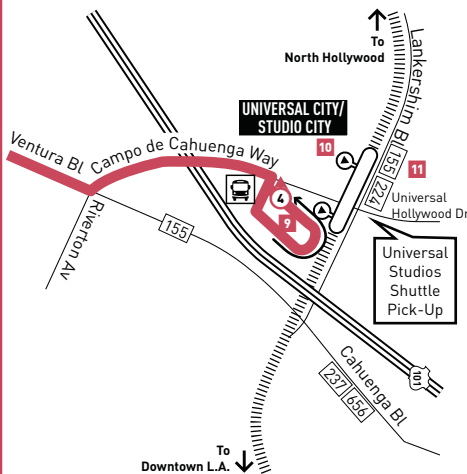 To
North Hollywood
Lankershim Bl
UNIVERSAL CITY/
STUDIO CITY
10
155
224
11
Ventura Bl
Campo de Cahuenga Way
4
9
Universal
Hollywood Dr
Riverton Av
155
Universal
Studios
Shuttle
Pick-Up
101
Cahuenga Bl
237
656
To
Downtown L.A.